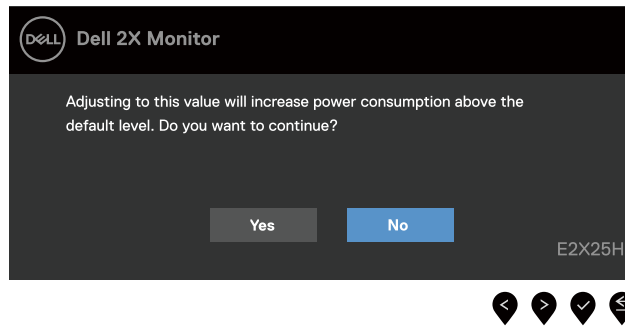 DELL Dell 2X Monitor
Adjusting to this value will increase power consumption above the
default level. Do you want to continue?
Yes No
E2X25H